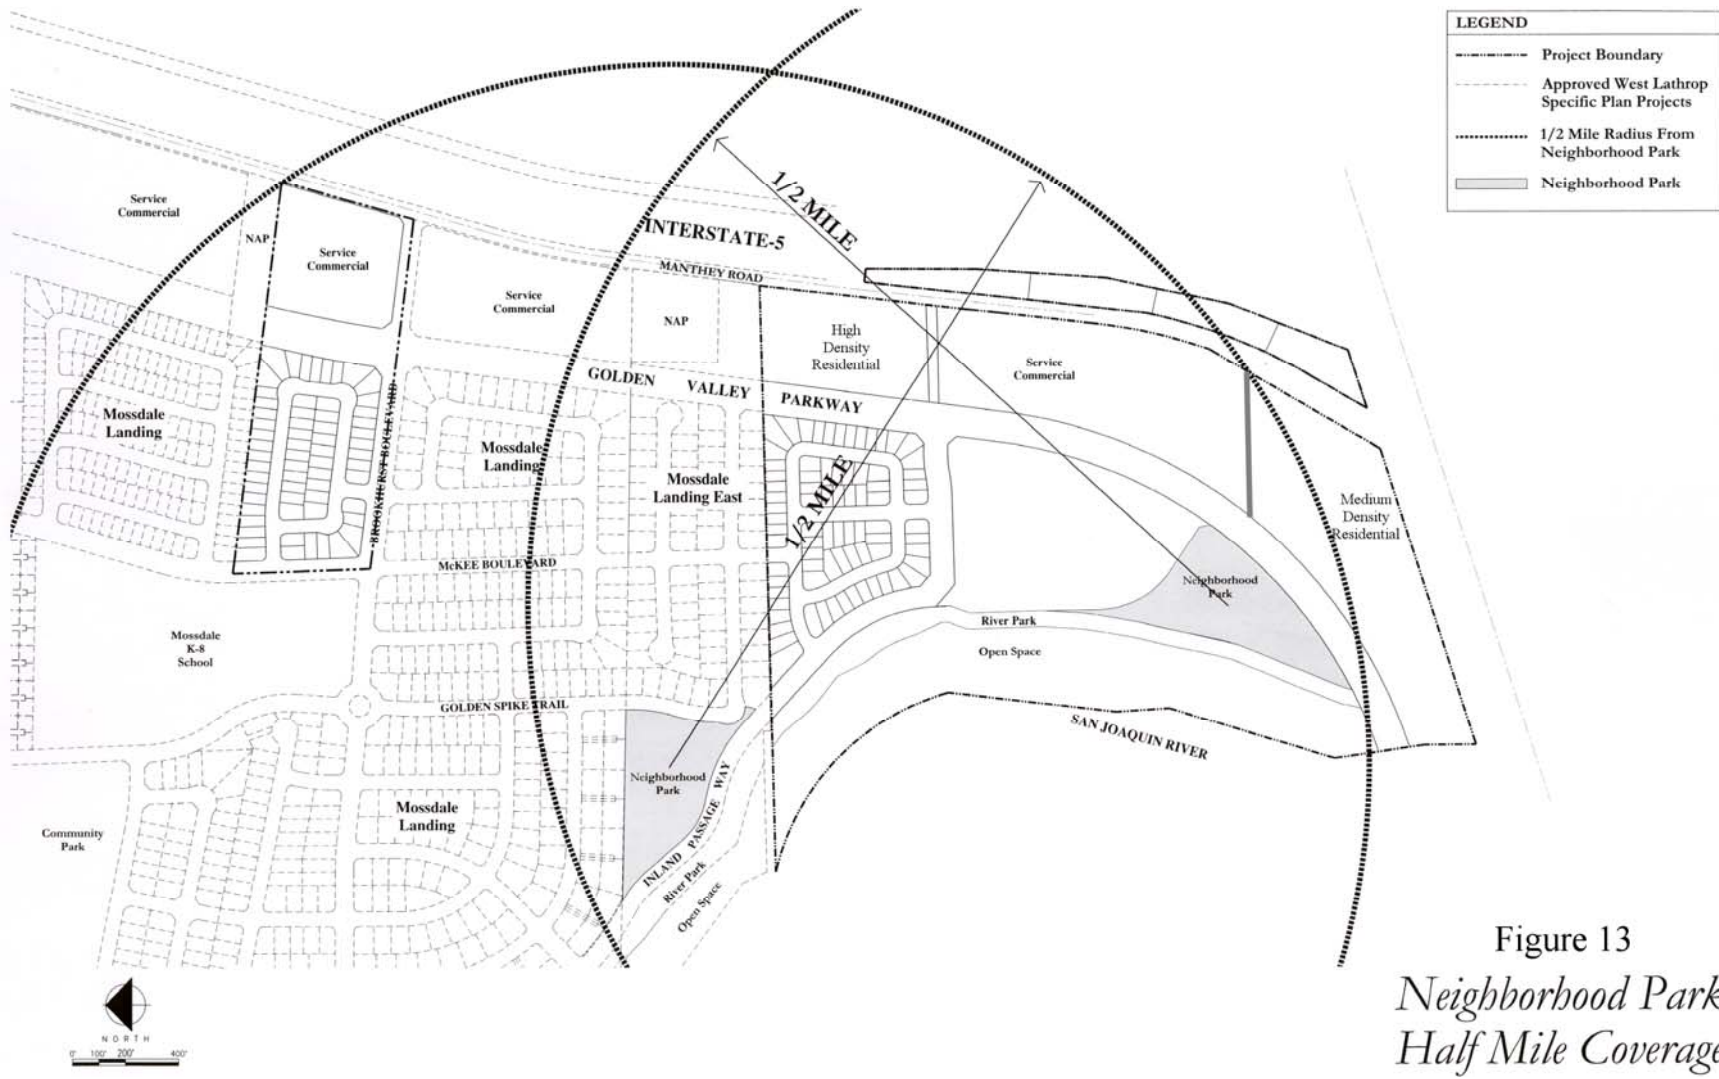 LEGEND
Project Boundary
Approved West Lathrop
Specific Plan Projects
1/2 Mile Radius From
Neighborhood Park
Neighborhood Park
Service
Commercial
NAP
Service
Commercial
Service
Commercial
INTERSTATE-5
MANTHEY ROAD
1/2 MILE
NAP
High
Density
Residential
Service
Commercial
GOLDEN VALLEY PARKWAY
Mossdale
Landing
BROOKHURST BOULEVARD
Mossdale
Landing
Mossdale
Landing East
1/2 MILE
Medium
Density
Residential
McKEE BOULEVARD
Neighborhood
Park
River Park
Open Space
Mossdale
K-8
School
GOLDEN SPIKE TRAIL
SAN JOAQUIN RIVER
Neighborhood
Park
INLAND PASSAGE WAY
River Park
Open Space
Mossdale
Landing
Community
Park
NORTH
0' 100' 200' 400'
Figure 13
Neighborhood Park
Half Mile Coverage